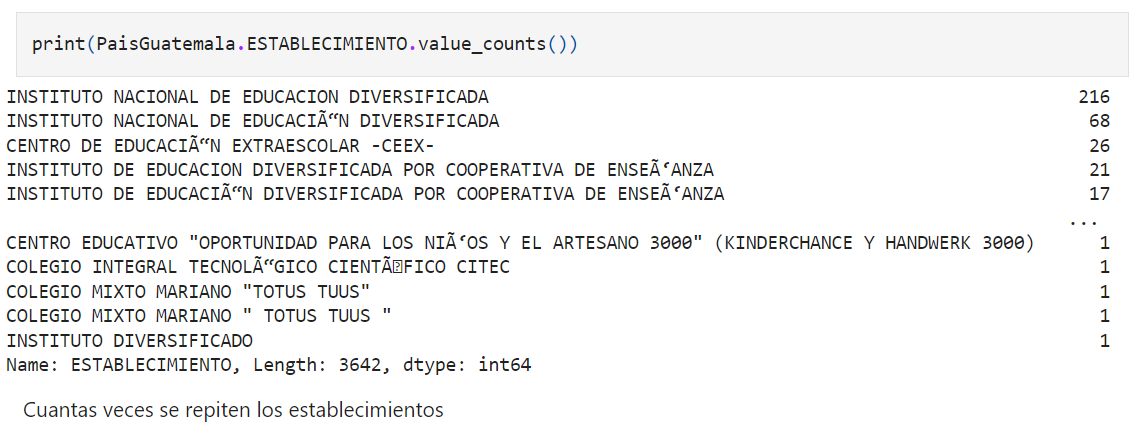 print(PaisGuatemala.ESTABLECIMIENTO.value_counts())
INSTITUTO NACIONAL DE EDUCACION DIVERSIFICADA 216
INSTITUTO NACIONAL DE EDUCACIÃ“N DIVERSIFICADA 68
CENTRO DE EDUCACIÃ“N EXTRAESCOLAR -CEEX- 26
INSTITUTO DE EDUCACION DIVERSIFICADA POR COOPERATIVA DE ENSEÃ‘ANZA 21
INSTITUTO DE EDUCACIÃ“N DIVERSIFICADA POR COOPERATIVA DE ENSEÃ‘ANZA 17
...
CENTRO EDUCATIVO "OPORTUNIDAD PARA LOS NIÃ‘OS Y EL ARTESANO 3000" (KINDERCHANCE Y HANDWERK 3000) 1
COLEGIO INTEGRAL TECNOLÃ“GICO CIENTÃ�FICO CITEC 1
COLEGIO MIXTO MARIANO "TOTUS TUUS" 1
COLEGIO MIXTO MARIANO " TOTUS TUUS " 1
INSTITUTO DIVERSIFICADO 1
Name: ESTABLECIMIENTO, Length: 3642, dtype: int64
Cuantas veces se repiten los establecimientos